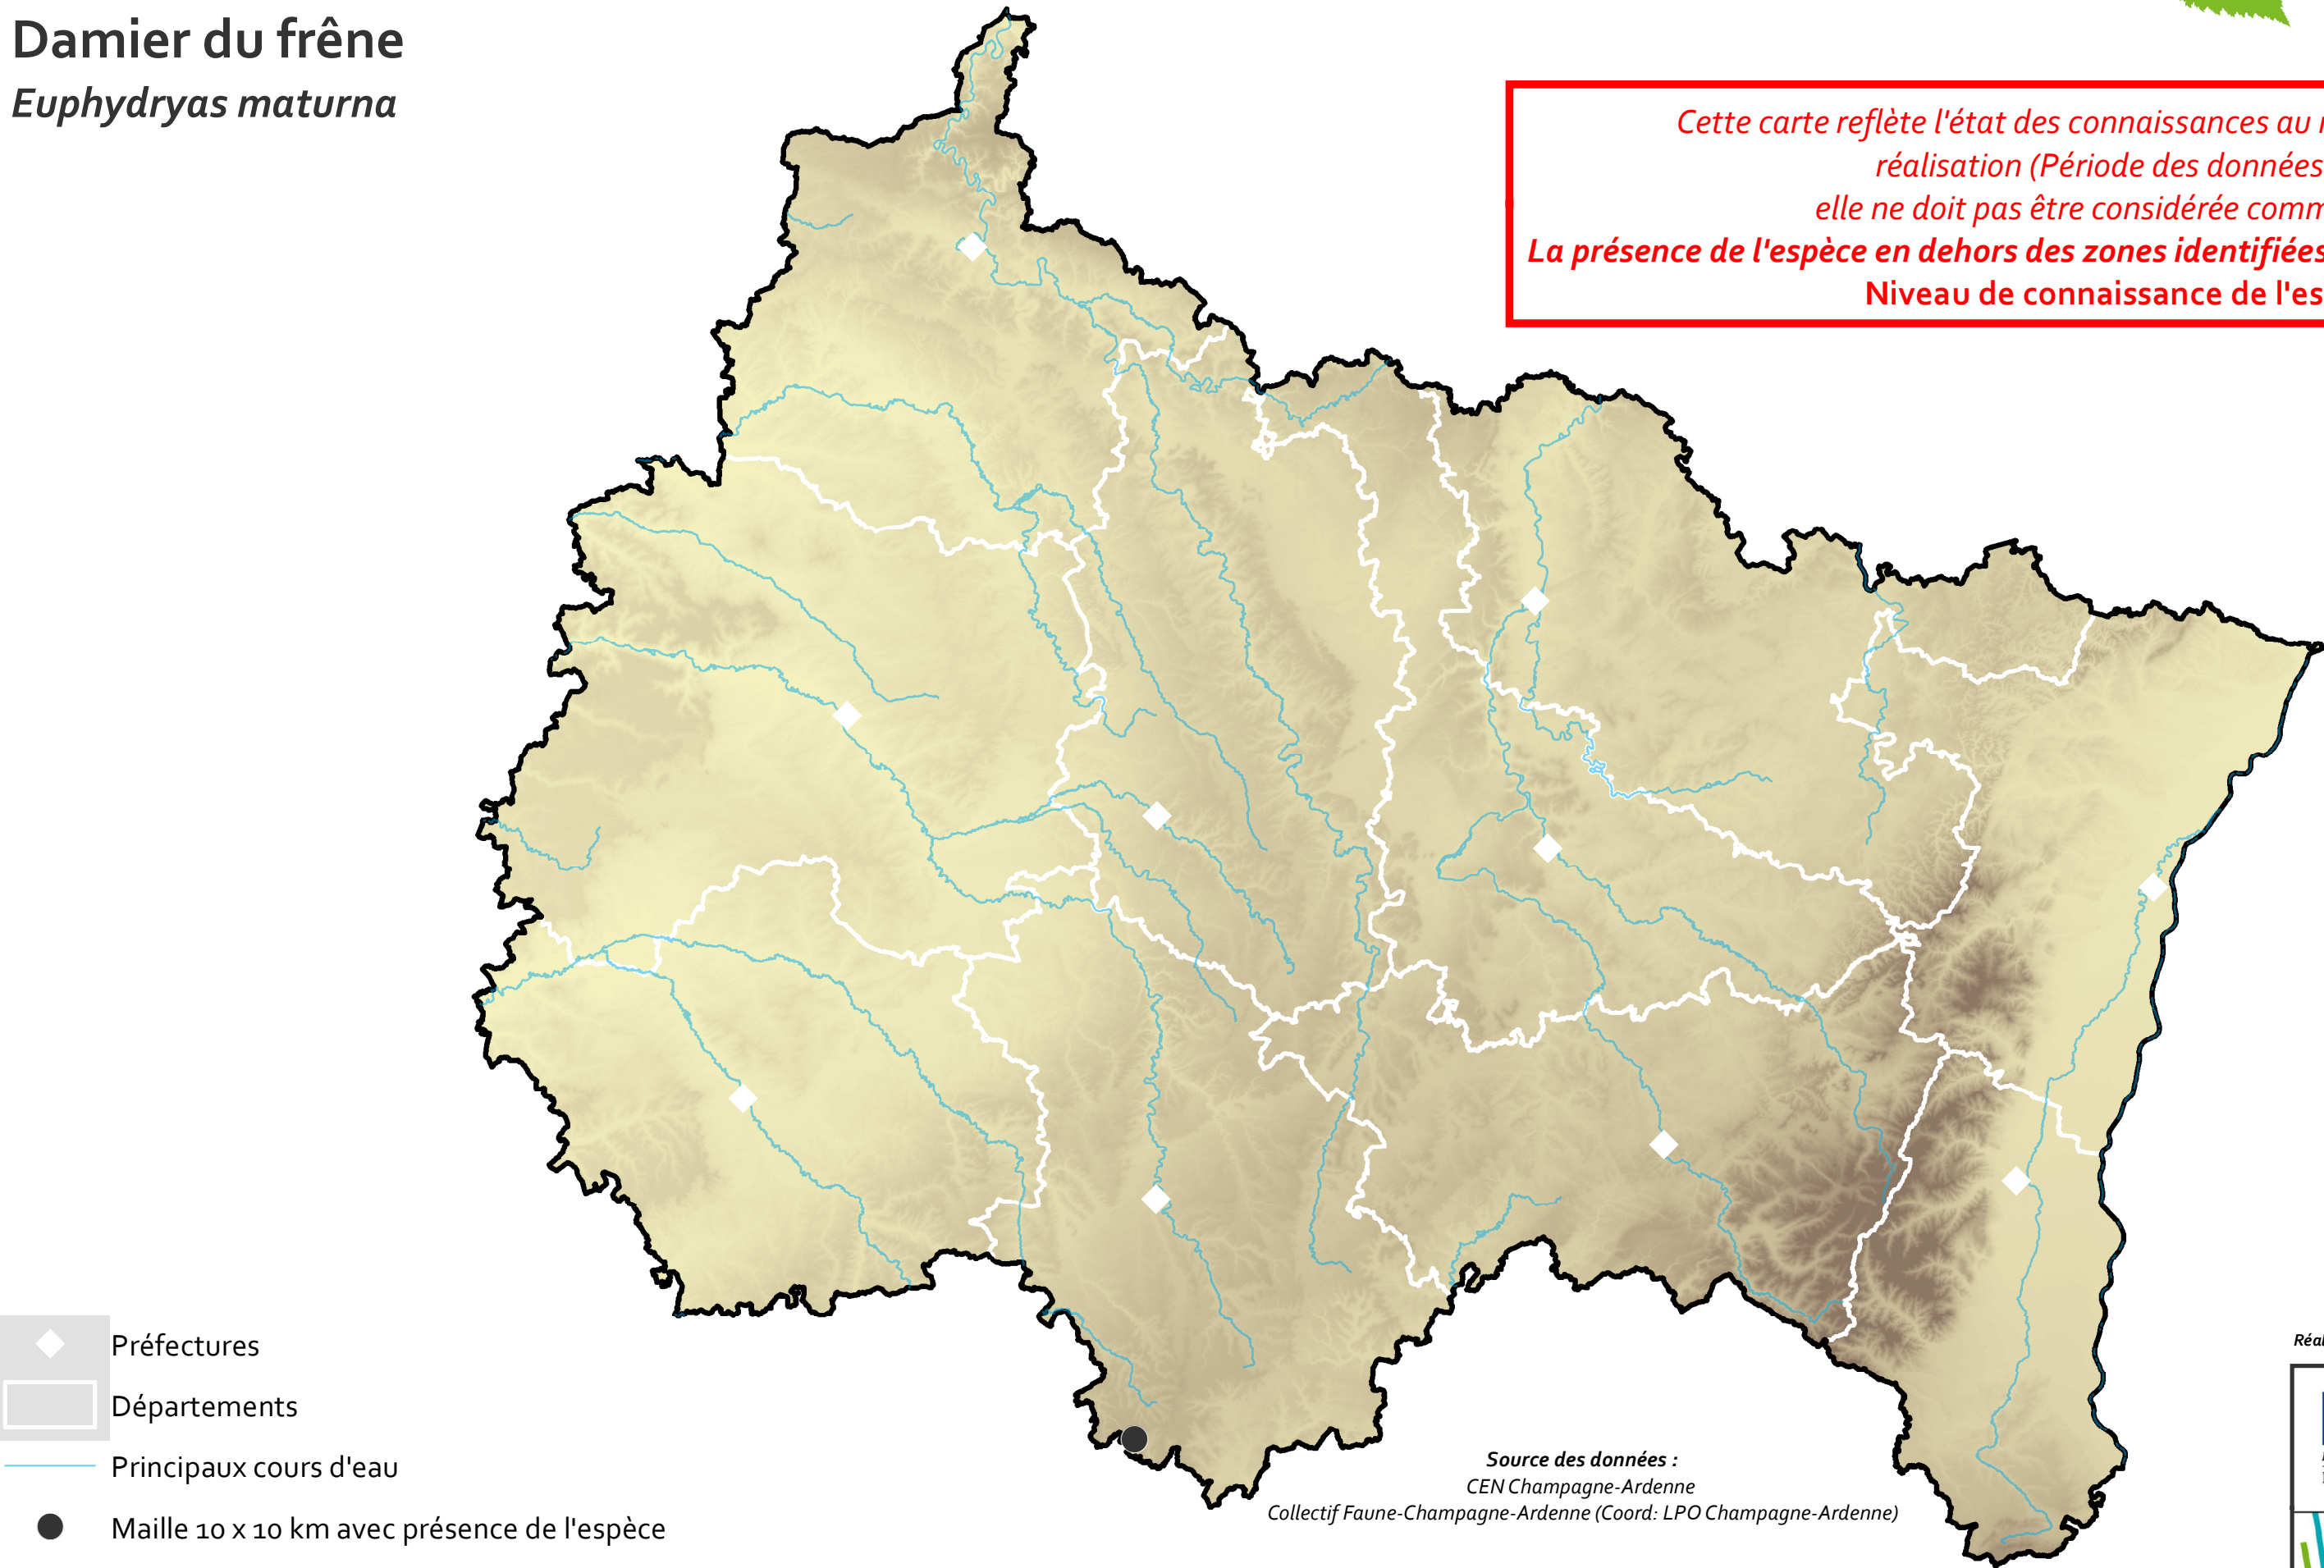 Damier du frêne
Euphydryas maturna
Cette carte reflète l'état des connaissances au
réalisation (Période des données
elle ne doit pas être considérée comm
La présence de l'espèce en dehors des zones identifiées
Niveau de connaissance de l'es
Préfectures
Départements
Principaux cours d'eau
Maille 10 x 10 km avec présence de l'espèce
Source des données :
CEN Champagne-Ardenne
Collectif Faune-Champagne-Ardenne (Coord: LPO Champagne-Ardenne)
Réal